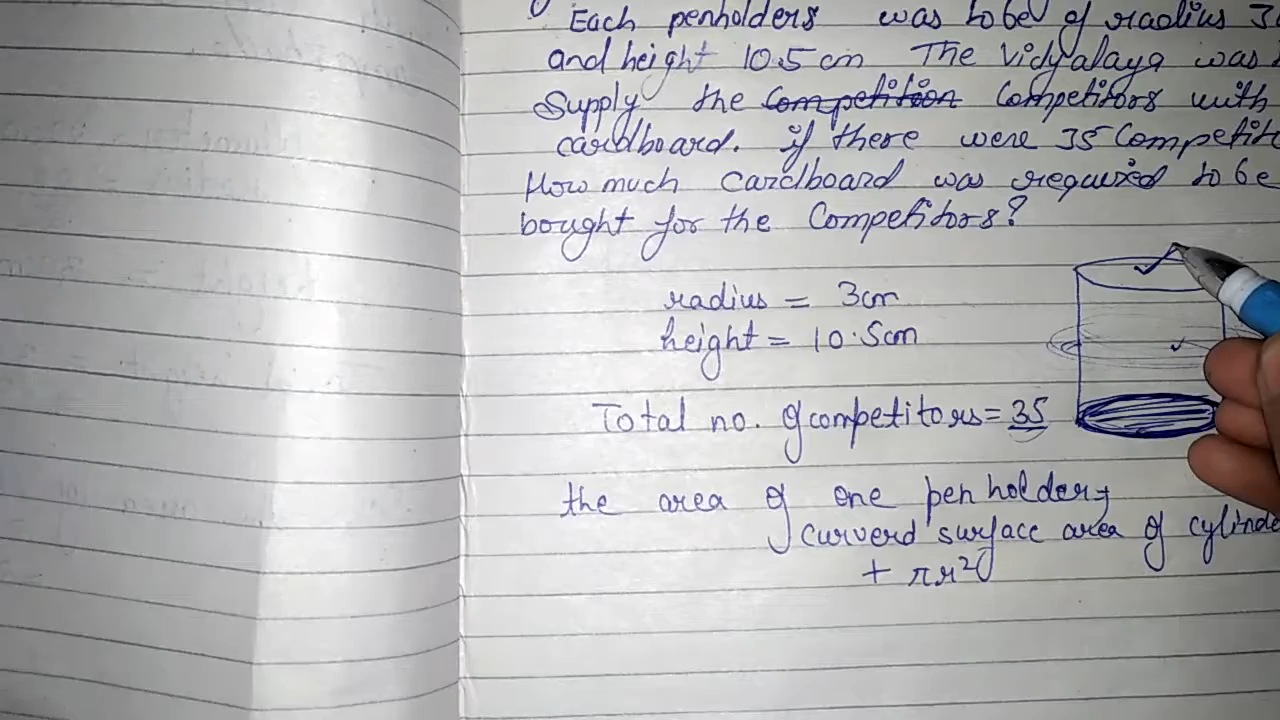 Each penholders was to be of radius 3
and height 10.5 cm The Vidyalaya was
Supply the competition Competitors with
cardboard. if there were 35 Competit
How much cardboard was required to be
bought for the Competitors?
radius = 3cm
height = 10.5cm
Total no. of competitors = 35
the area of one penholder,
curverd surface area of cylinde
+ πr²